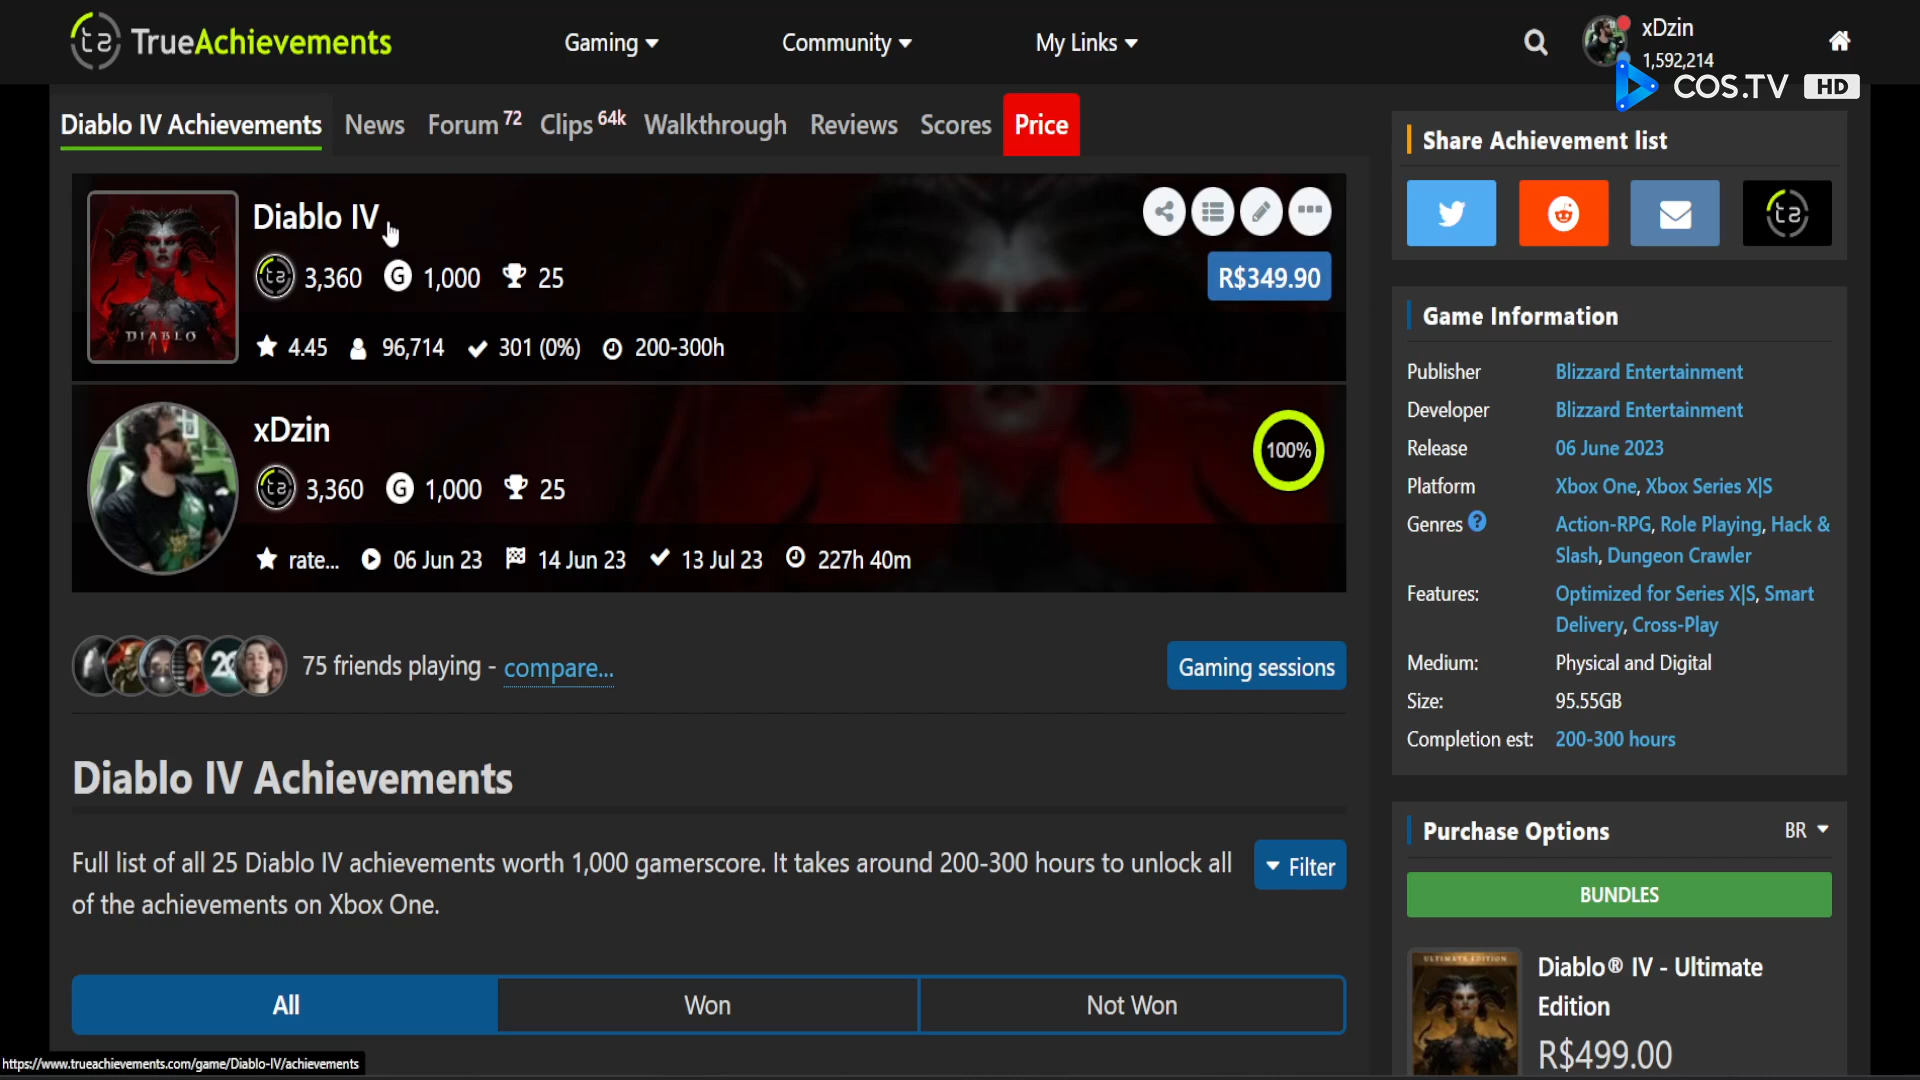 TrueAchievements
Gaming
Community
My Links
xDzin
1,592,214
COS.TV HD
Diablo IV Achievements
News
Forum 72
Clips 64k
Walkthrough
Reviews
Scores
Price
Diablo IV
3,360 G 1,000 25
R$349.90
4.45 96,714 301 (0%) 200-300h
DIABLO
xDzin
3,360 G 1,000 25
100%
rate... 06 Jun 23 14 Jun 23 13 Jul 23 227h 40m
75 friends playing - compare...
Gaming sessions
Diablo IV Achievements
Full list of all 25 Diablo IV achievements worth 1,000 gamerscore. It takes around 200-300 hours to unlock all
of the achievements on Xbox One.
Filter
All
Won
Not Won
https://www.trueachievements.com/game/Diablo-IV/achievements
Share Achievement list
Game Information
Publisher Blizzard Entertainment
Developer Blizzard Entertainment
Release 06 June 2023
Platform Xbox One, Xbox Series X|S
Genres ? Action-RPG, Role Playing, Hack &
Slash, Dungeon Crawler
Features: Optimized for Series X|S, Smart
Delivery, Cross-Play
Medium: Physical and Digital
Size: 95.55GB
Completion est: 200-300 hours
Purchase Options
BR
BUNDLES
ULTIMATE EDITION
Diablo® IV - Ultimate
Edition
R$499.00